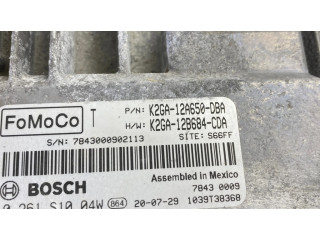 FoMoCo T P/N: K2GA-12A650-DBA
H/W: K2GA-12B684-CDA
S/N: 7843000902113 SITE: S66FF
Assembled in Mexico
BOSCH 7843 0009
0 261 S10 04W 864 20-07-29 1039T38368